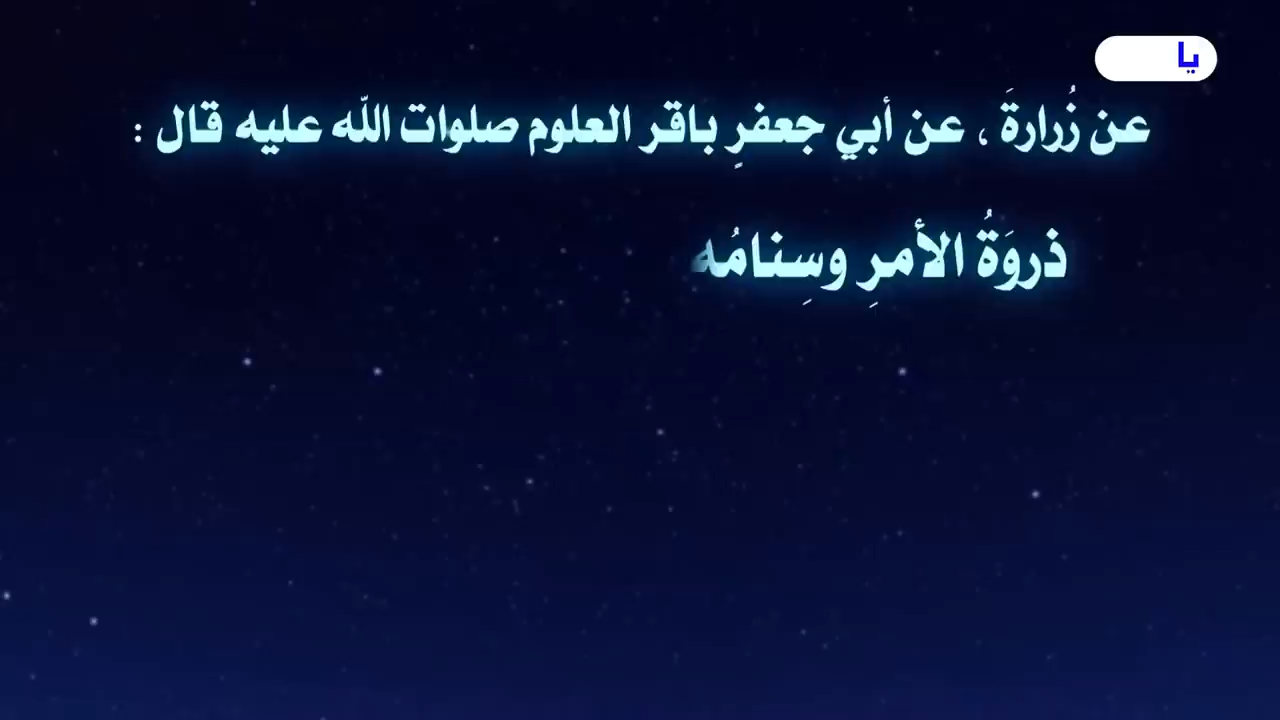 يا
عن زُرارةَ ، عن أبي جعفرِ باقر العلوم صلوات الله عليه قال :
ذروَةُ الأمرِ وسِنامُه